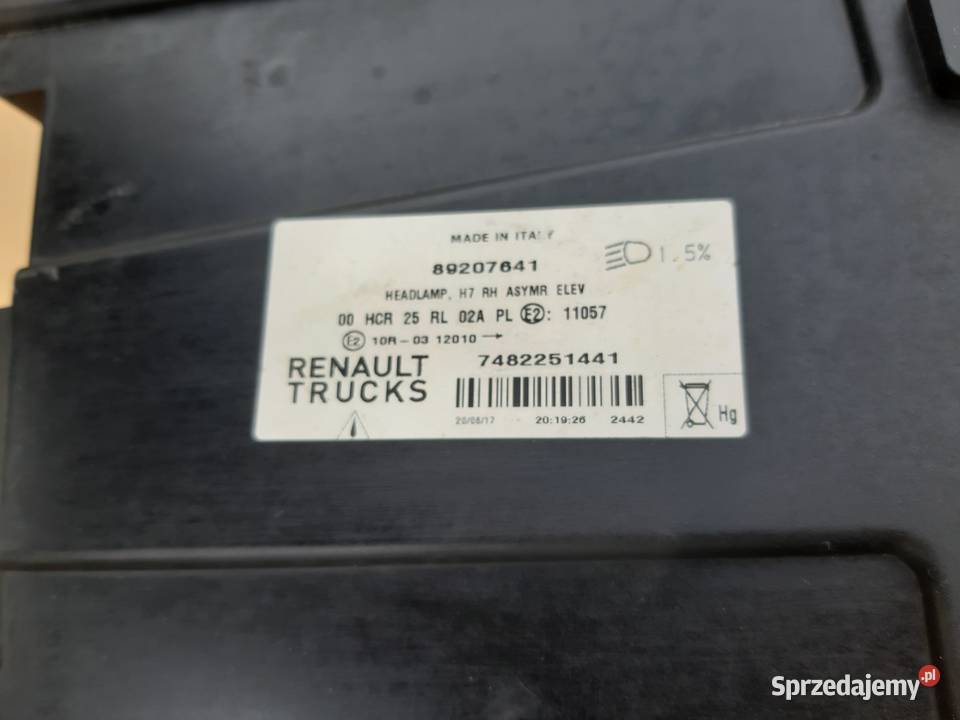 MADE IN ITALY
89207641
1.5%
HEADLAMP, H7 RH ASYMR ELEV
00 HCR 25 RL 02A PL E2: 11057
E2 10R-03 12010 →
RENAULT
TRUCKS
7482251441
20/06/17 20:19:26 2442
Hg
Sprzedajemy.pl